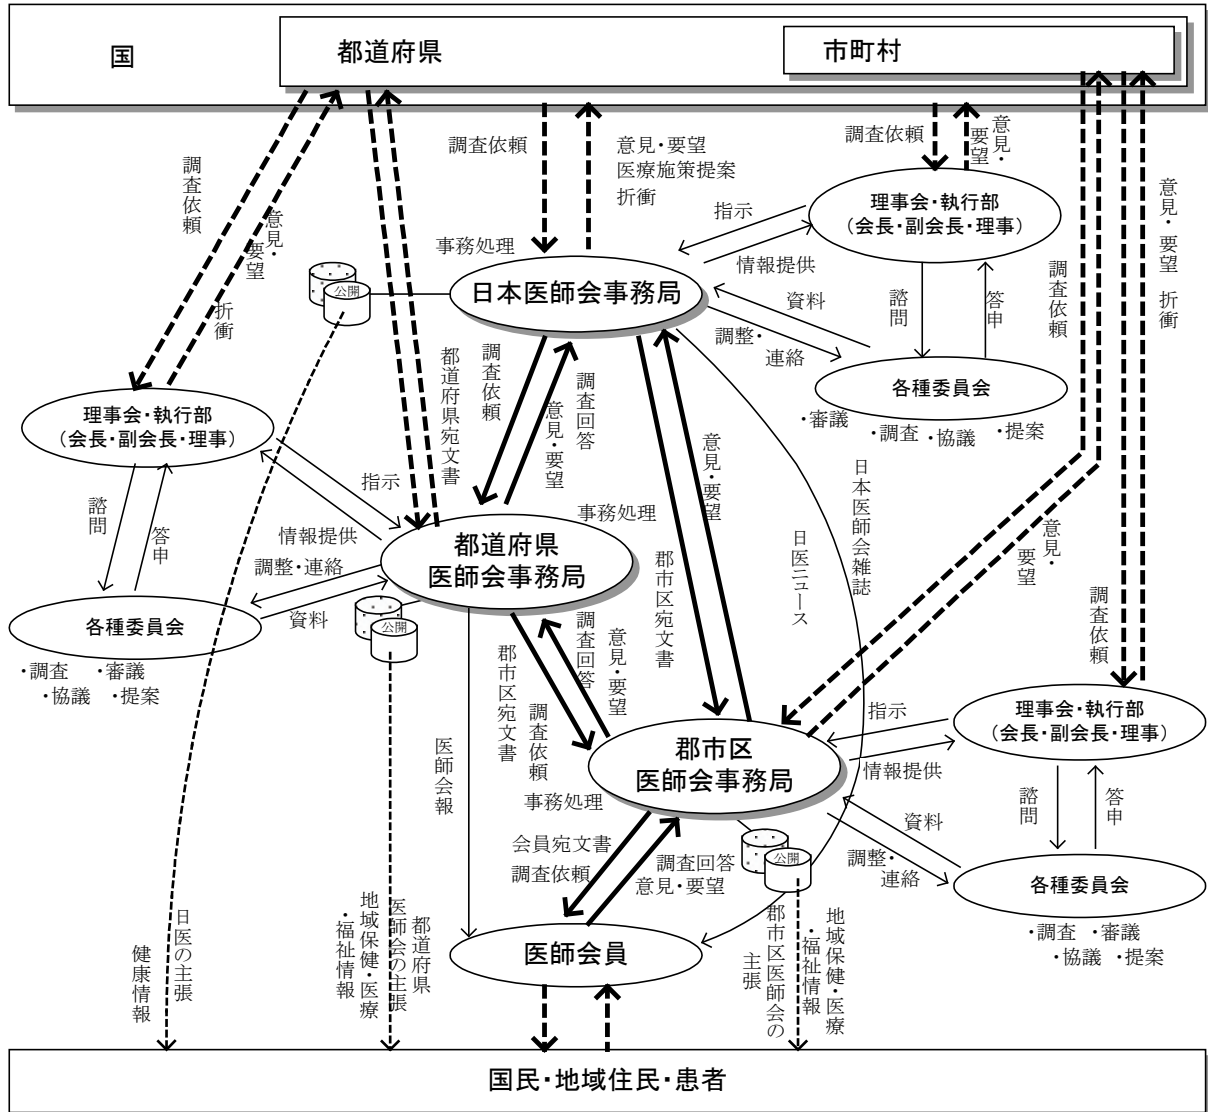 国
都道府県
市町村
調査依頼
意見・要望
医療施策提案
折衝
調査依頼
意見・
要望
調査依頼
意見・
要望
折衝
理事会・執行部
(会長・副会長・理事)
指示
情報提供
資料
調整・
連絡
諮問
答申
各種委員会
・審議
・調査
・協議
・提案
調査依頼
意見・要望 折衝
事務処理
日本医師会事務局
公開
理事会・執行部
(会長・副会長・理事)
諮問
答申
指示
情報提供
調整・連絡
資料
各種委員会
・調査 ・審議
・協議 ・提案
都道府県宛文書
調査依頼
調査回答
意見・要望
意見・要望
郡市区宛文書
日医ニュース
日本医師会雑誌
意見・
要望
調査依頼
事務処理
都道府県
医師会事務局
公開
郡市区宛文書
調査依頼
調査回答
意見・要望
医師会報
郡市区
医師会事務局
事務処理
指示
情報提供
理事会・執行部
(会長・副会長・理事)
諮問
答申
資料
調整・
連絡
各種委員会
・調査 ・審議
・協議 ・提案
会員宛文書
調査依頼
調査回答
意見・要望
公開
医師会員
日医の主張
健康情報
都道府県
医師会の主張
地域保健・医療
・福祉情報
郡市区医師会の
主張
地域保健・医療
・福祉情報
国民・地域住民・患者